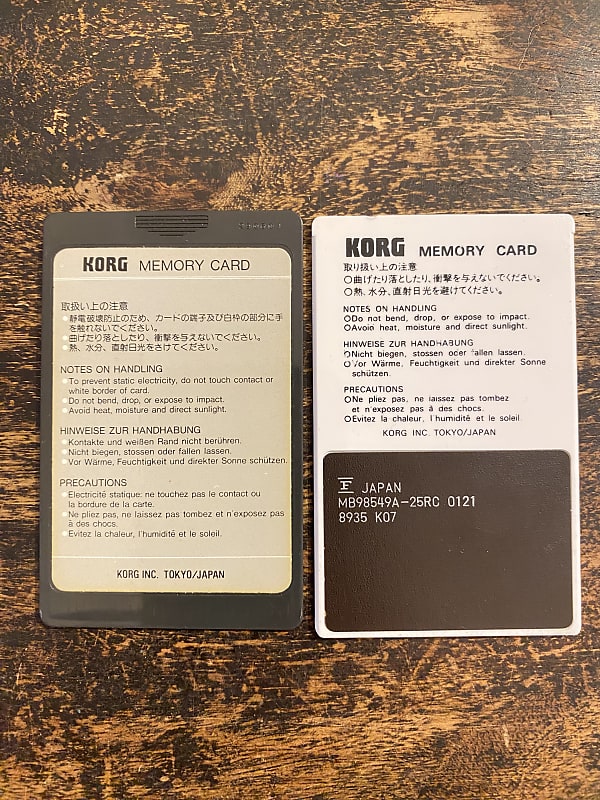 KORG MEMORY CARD
取扱い上の注意
●静電破壊防止のため、カードの端子及び白枠の部分に手
を触れないでください。
●曲げたり落としたり、衝撃を与えないでください。
●熱、水分、直射日光をさけてください。
NOTES ON HANDLING
●To prevent static electricity, do not touch contact or
white border of card.
●Do not bend, drop, or expose to impact.
●Avoid heat, moisture and direct sunlight.
HINWEISE ZUR HANDHABUNG
●Kontakte und weißen Rand nicht berühren.
●Nicht biegen, stossen oder fallen lassen.
●Vor Wärme, Feuchtigkeit und direkter Sonne schützen.
PRECAUTIONS
●Electricité statique: ne touchez pas le contact ou
la bordure de la carte.
●Ne pliez pas, ne laissez pas tombez et n'exposez pas
à des chocs.
●Evitez la chaleur, l'humidité et le soleil.
KORG INC. TOKYO/JAPAN
KORG MEMORY CARD
取り扱い上の注意
○曲げたり落としたり、衝撃を与えないでください。
○熱、水分、直射日光を避けてください。
NOTES ON HANDLING
○Do not bend, drop, or expose to impact.
○Avoid heat, moisture and direct sunlight.
HINWEISE ZUR HANDHABUNG
○Nicht biegen, stossen oder fallen lassen.
○Vor Wärme, Feuchtigkeit und direkter Sonne
schützen.
PRECAUTIONS
○Ne pliez pas, ne laissez pas tombez
et n'exposez pas à des chocs.
○Evitez la chaleur, l'humidité et le soleil.
KORG INC. TOKYO/JAPAN
JAPAN
MB98549A-25RC 0121
8935 K07